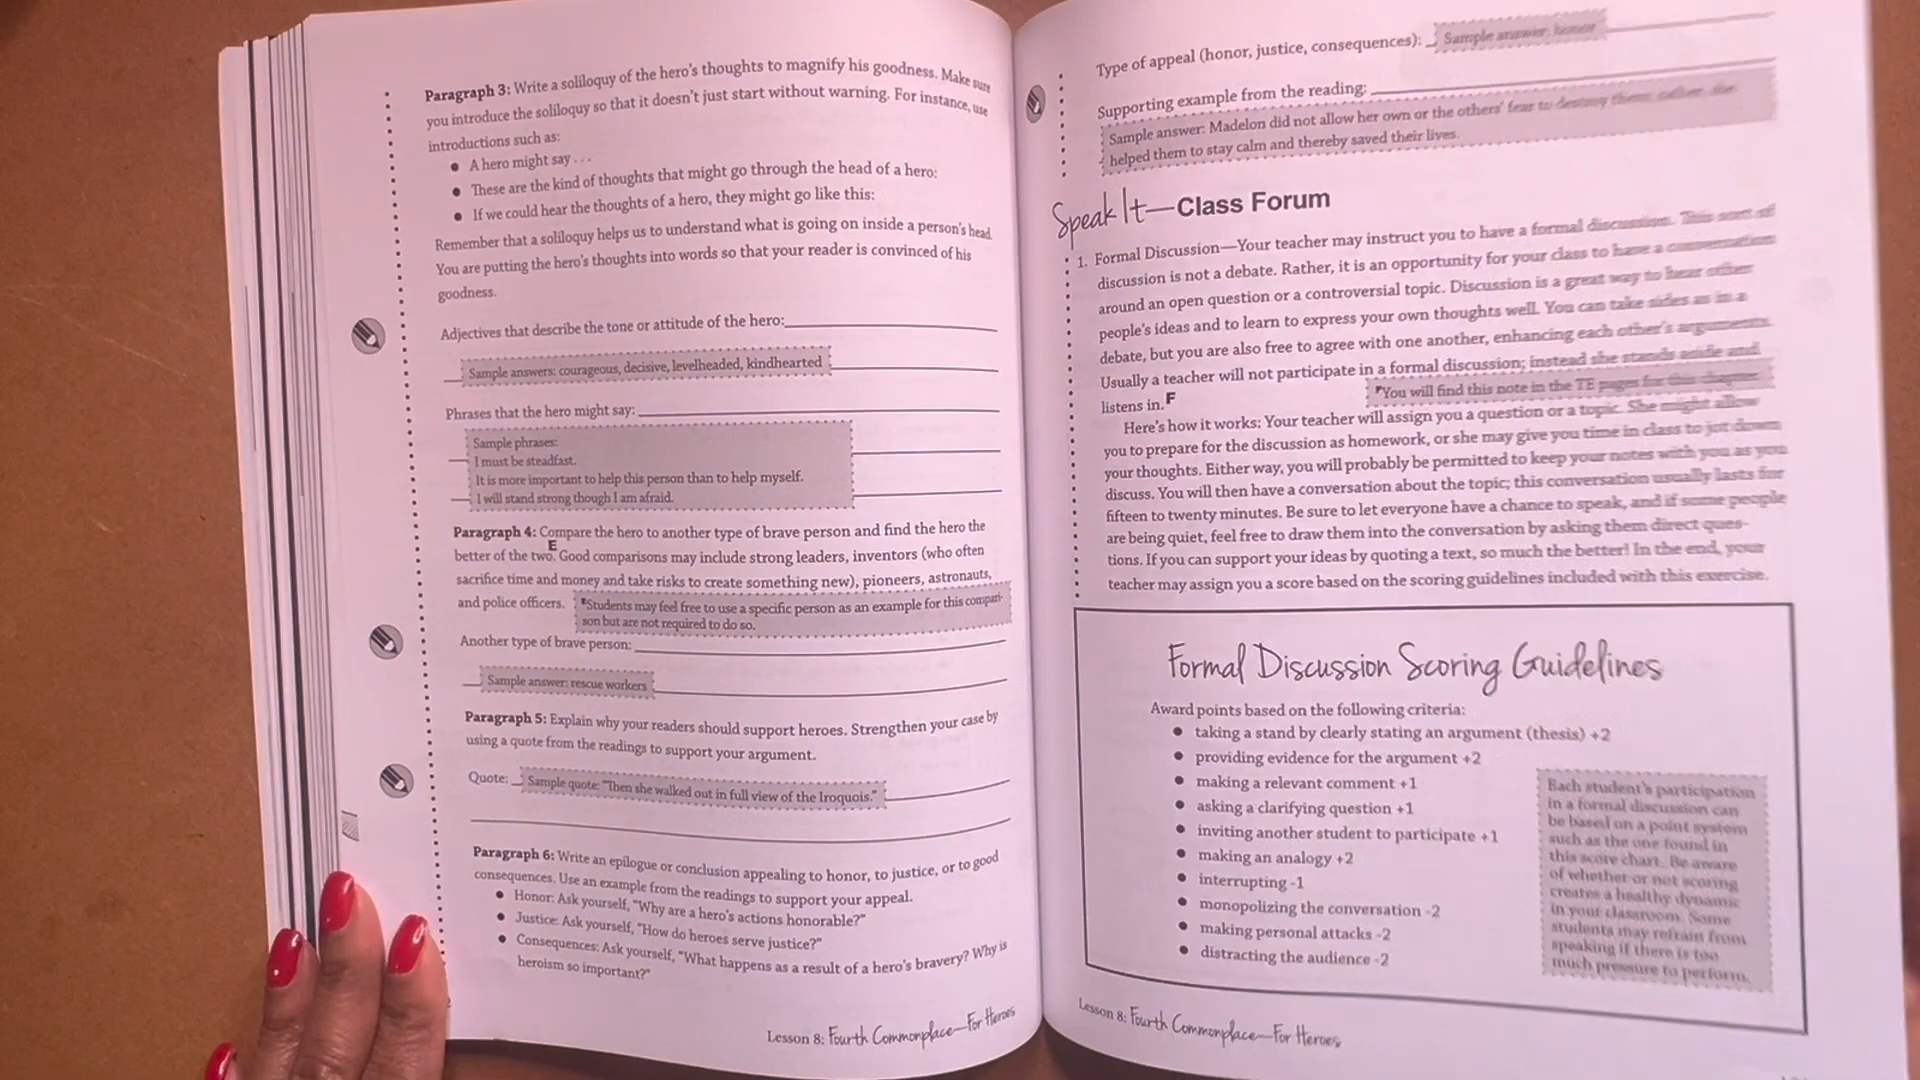 Paragraph 3: Write a soliloquy of the hero's thoughts to magnify his goodness. Make sure
you introduce the soliloquy so that it doesn't just start without warning. For instance, use
introductions such as:
● A hero might say . . .
● These are the kind of thoughts that might go through the head of a hero:
● If we could hear the thoughts of a hero, they might go like this:
Remember that a soliloquy helps us to understand what is going on inside a person's head.
You are putting the hero's thoughts into words so that your reader is convinced of his
goodness.
Adjectives that describe the tone or attitude of the hero:
Sample answers: courageous, decisive, levelheaded, kindhearted
Phrases that the hero might say:
Sample phrases:
I must be steadfast.
It is more important to help this person than to help myself.
I will stand strong though I am afraid.
Paragraph 4: Compare the hero to another type of brave person and find the hero the
better of the two.E Good comparisons may include strong leaders, inventors (who often
sacrifice time and money and take risks to create something new), pioneers, astronauts,
and police officers.
EStudents may feel free to use a specific person as an example for this compari-
son but are not required to do so.
Another type of brave person:
Sample answer: rescue workers
Paragraph 5: Explain why your readers should support heroes. Strengthen your case by
using a quote from the readings to support your argument.
Quote:
Sample quote: "Then she walked out in full view of the Iroquois."
Paragraph 6: Write an epilogue or conclusion appealing to honor, to justice, or to good
consequences. Use an example from the readings to support your appeal.
● Honor: Ask yourself, "Why are a hero's actions honorable?"
● Justice: Ask yourself, "How do heroes serve justice?"
● Consequences: Ask yourself, "What happens as a result of a hero's bravery? Why is
heroism so important?"
Lesson 8: Fourth Commonplace—For Heroes
Type of appeal (honor, justice, consequences):
Sample answer: honor
Supporting example from the reading:
Sample answer: Madelon did not allow her own or the others' fear to destroy them; rather, she
helped them to stay calm and thereby saved their lives.
Speak It—Class Forum
1. Formal Discussion—Your teacher may instruct you to have a formal discussion. This sort of
discussion is not a debate. Rather, it is an opportunity for your class to have a conversation
around an open question or a controversial topic. Discussion is a great way to hear other
people's ideas and to learn to express your own thoughts well. You can take sides as in a
debate, but you are also free to agree with one another, enhancing each other's arguments.
Usually a teacher will not participate in a formal discussion; instead she stands aside and
listens in.F
FYou will find this note in the TE pages for this chapter.
Here's how it works: Your teacher will assign you a question or a topic. She might allow
you to prepare for the discussion as homework, or she may give you time in class to jot down
your thoughts. Either way, you will probably be permitted to keep your notes with you as you
discuss. You will then have a conversation about the topic; this conversation usually lasts for
fifteen to twenty minutes. Be sure to let everyone have a chance to speak, and if some people
are being quiet, feel free to draw them into the conversation by asking them direct ques-
tions. If you can support your ideas by quoting a text, so much the better! In the end, your
teacher may assign you a score based on the scoring guidelines included with this exercise.
Formal Discussion Scoring Guidelines
Award points based on the following criteria:
● taking a stand by clearly stating an argument (thesis) +2
● providing evidence for the argument +2
● making a relevant comment +1
● asking a clarifying question +1
● inviting another student to participate +1
● making an analogy +2
● interrupting -1
● monopolizing the conversation -2
● making personal attacks -2
● distracting the audience -2
Each student's participation
in a formal discussion can
be based on a point system
such as the one found in
this score chart. Be aware
of whether or not scoring
creates a healthy dynamic
in your classroom. Some
students may refrain from
speaking if there is too
much pressure to perform.
Lesson 8: Fourth Commonplace—For Heroes